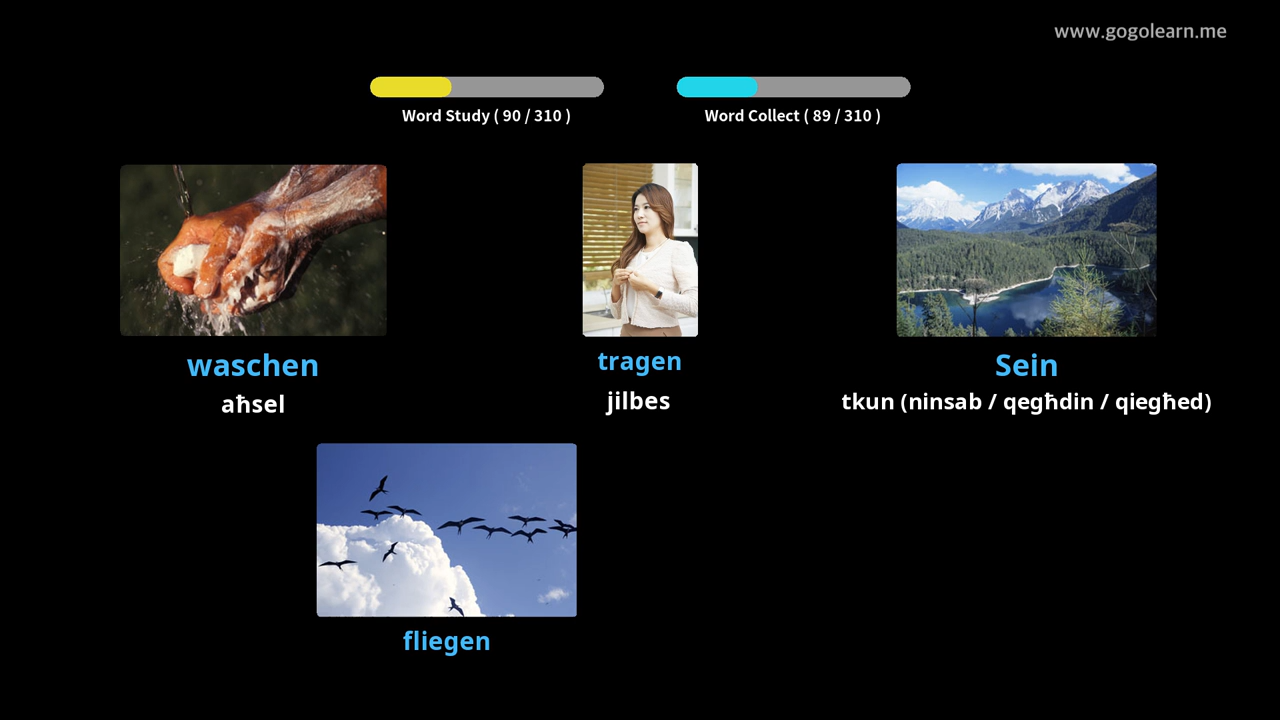 www.gogolearn.me
Word Study ( 90 / 310 )
Word Collect ( 89 / 310 )
waschen
aħsel
tragen
jilbes
Sein
tkun (ninsab / qegħdin / qiegħed)
fliegen